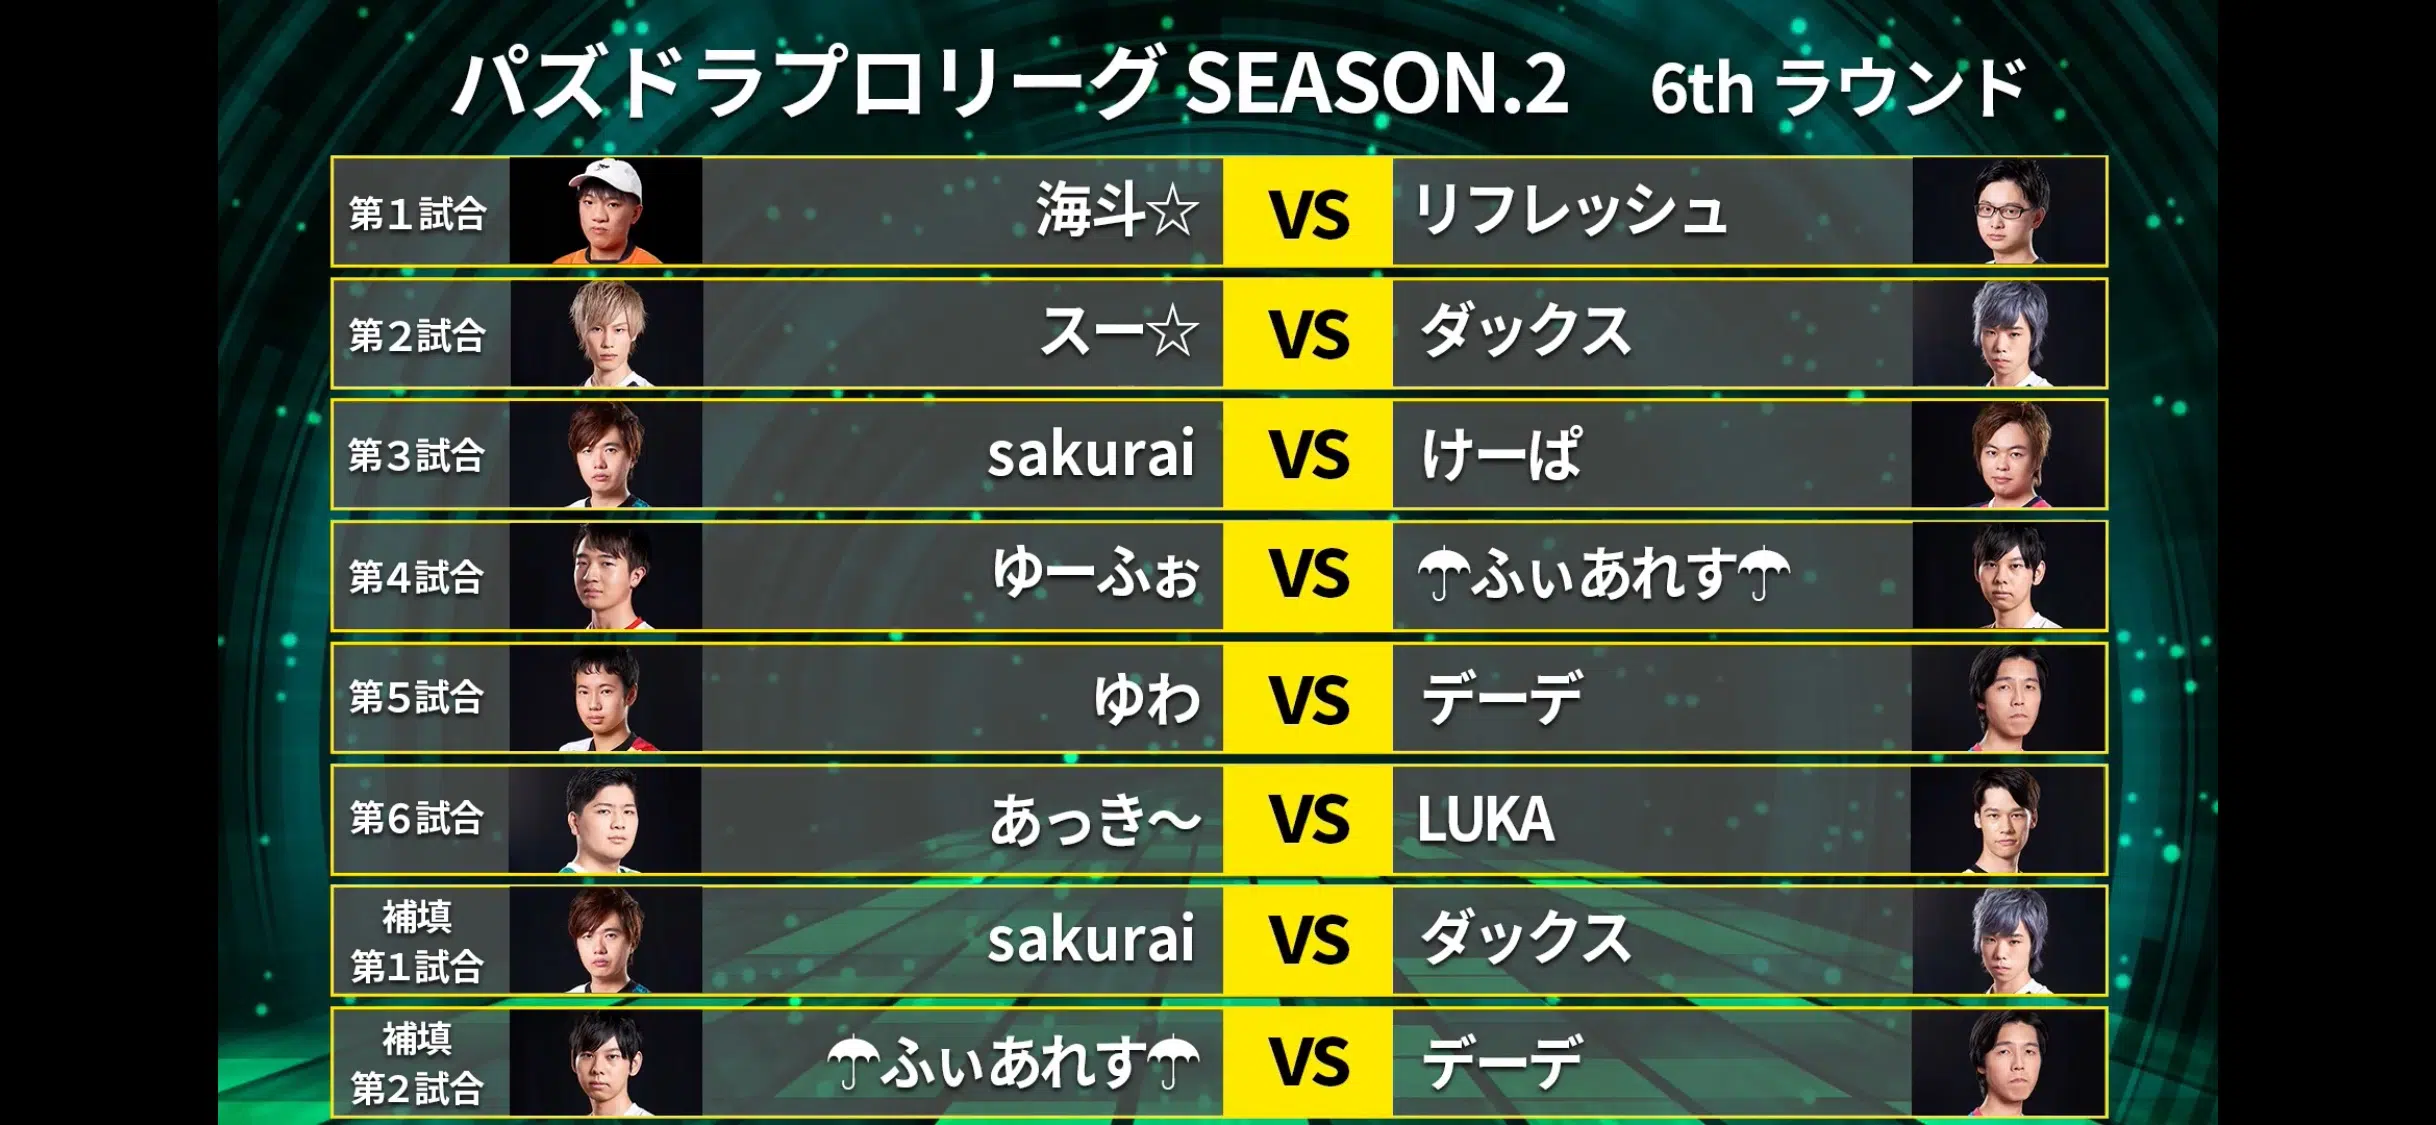 パズドラプロリーグ SEASON.2　6th ラウンド
第１試合 海斗☆ VS リフレッシュ
第２試合 スー☆ VS ダックス
第３試合 sakurai VS けーぱ
第４試合 ゆーふぉ VS ☂ふぃあれす☂
第５試合 ゆわ VS デーデ
第６試合 あっき〜 VS LUKA
補填
第１試合 sakurai VS ダックス
補填
第２試合 ☂ふぃあれす☂ VS デーデ